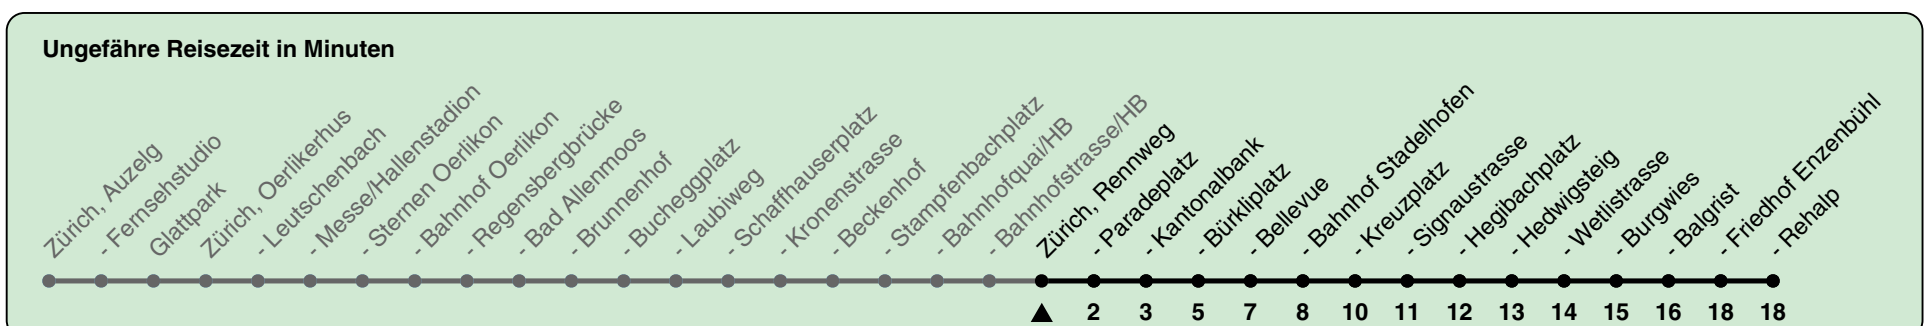 Ungefähre Reisezeit in Minuten
Zürich, Auzelg
- Fernsehstudio
Glattpark
Zürich, Oerlikerhus
- Leutschenbach
- Messe/Hallenstadion
- Sternen Oerlikon
- Bahnhof Oerlikon
- Regensbergbrücke
- Bad Allenmoos
- Brunnenhof
- Bucheggplatz
- Laubiweg
- Schaffhauserplatz
- Kronenstrasse
- Beckenhof
- Stampfenbachplatz
- Bahnhofquai/HB
- Bahnhofstrasse/HB
Zürich, Rennweg
- Paradeplatz
- Kantonalbank
- Bürkliplatz
- Bellevue
- Bahnhof Stadelhofen
- Kreuzplatz
- Signaustrasse
- Hegibachplatz
- Hedwigsteig
- Wetlistrasse
- Burgwies
- Balgrist
- Friedhof Enzenbühl
- Rehalp
2 3 5 7 8 10 11 12 13 14 15 16 18 18